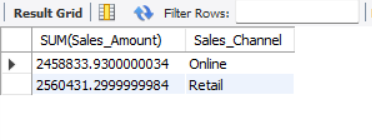 Result Grid Filter Rows:
SUM(Sales_Amount) Sales_Channel
2458833.9300000034 Online
2560431.2999999984 Retail